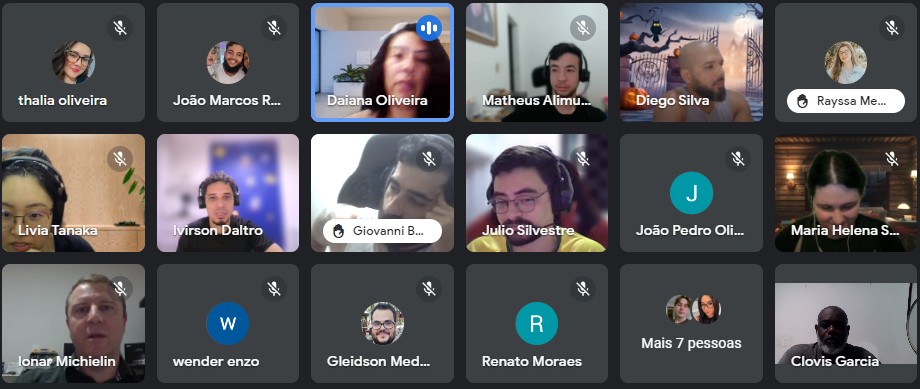 thalia oliveira
João Marcos R...
Daiana Oliveira
Matheus Alimu...
Diego Silva
Rayssa Me...
Livia Tanaka
Ivirson Daltro
Giovanni B...
Julio Silvestre
J
João Pedro Oli...
Maria Helena S...
Ionar Michielin
W
wender enzo
Gleidson Med...
R
Renato Moraes
Mais 7 pessoas
Clovis Garcia